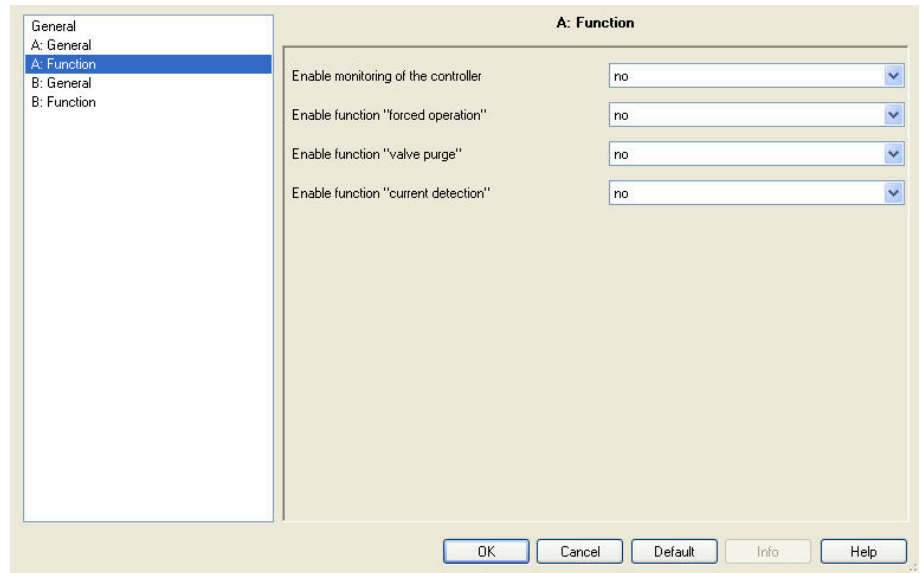 General
A: General
A: Function
B: General
B: Function
A: Function
Enable monitoring of the controller
no
Enable function "forced operation"
no
Enable function "valve purge"
no
Enable function "current detection"
no
OK
Cancel
Default
Info
Help